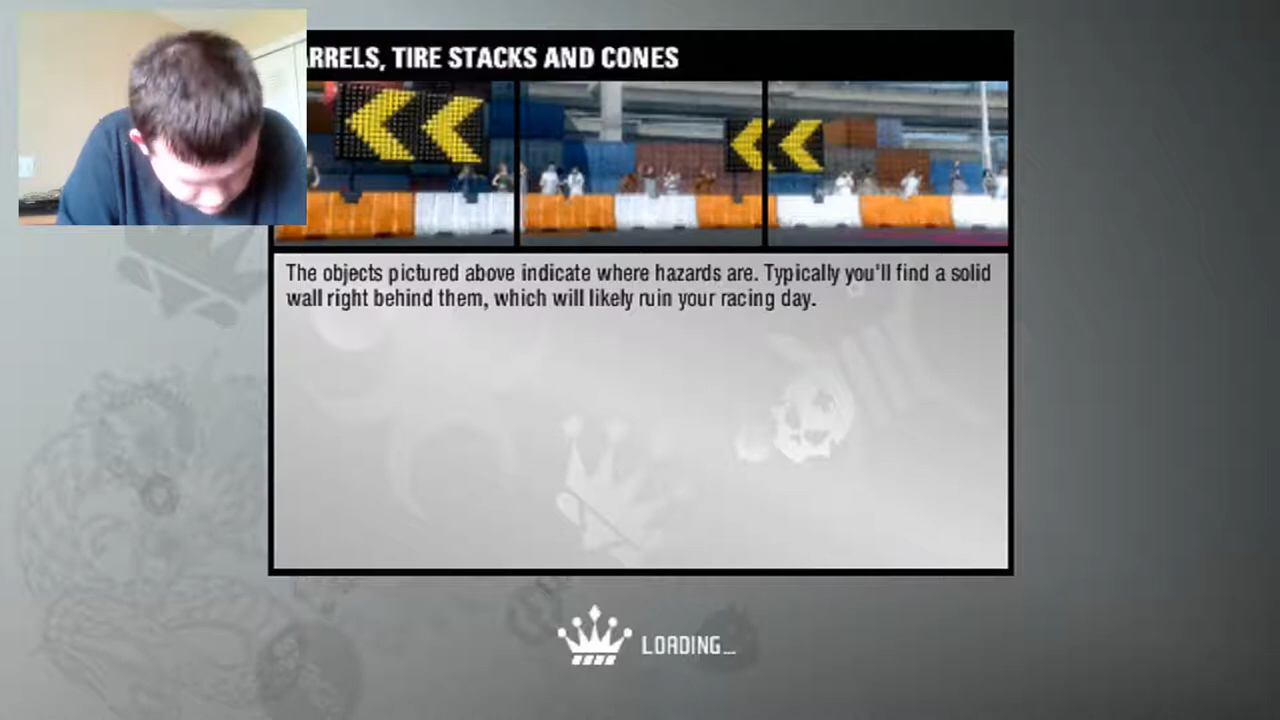 ARRELS, TIRE STACKS AND CONES
The objects pictured above indicate where hazards are. Typically you'll find a solid
wall right behind them, which will likely ruin your racing day.
LOADING...